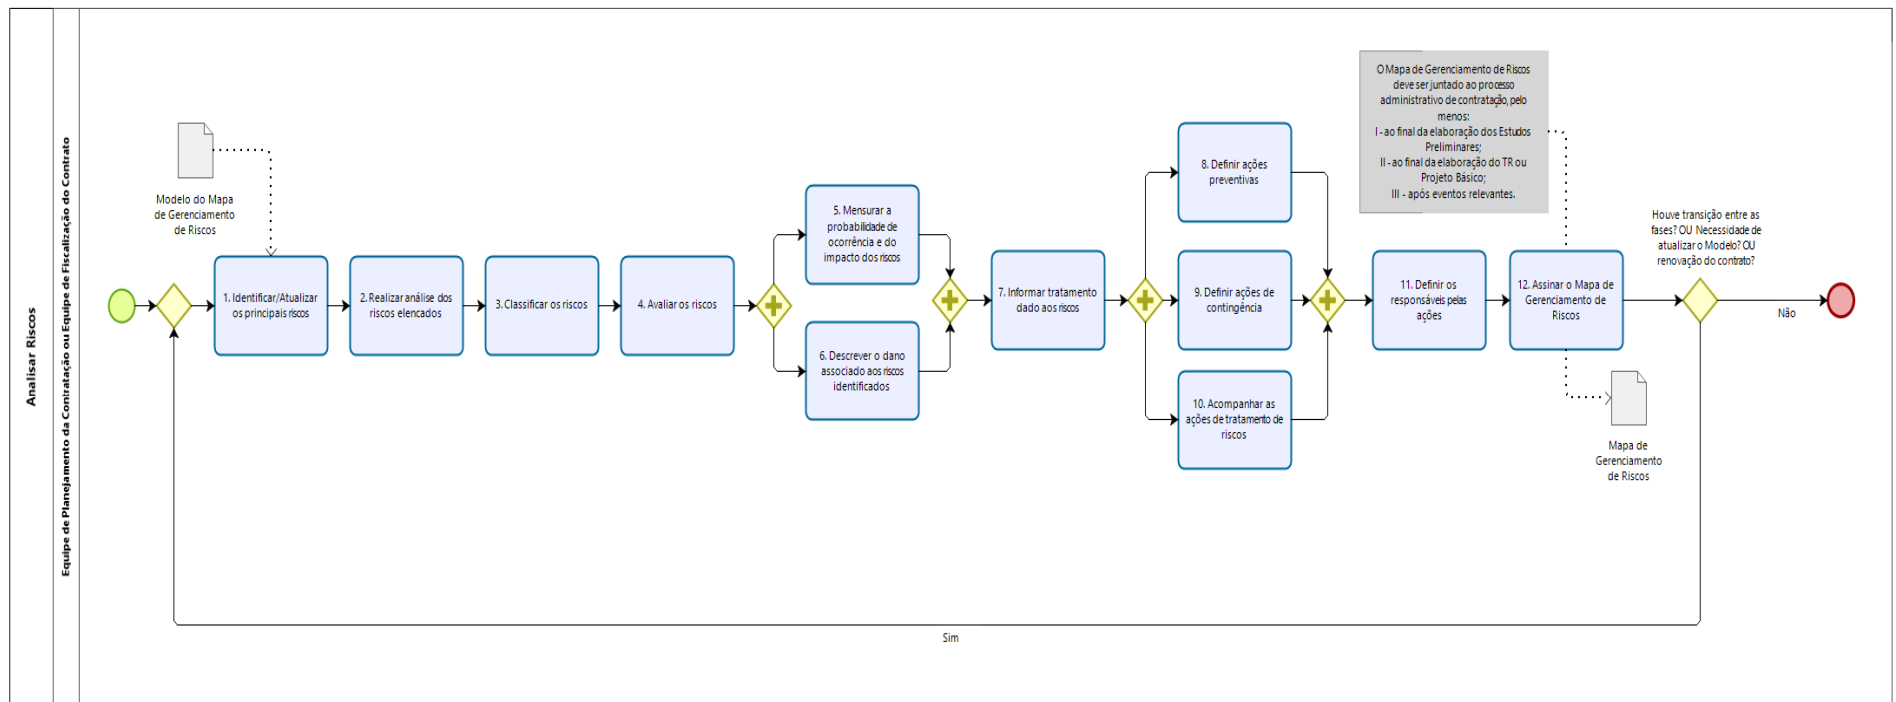 Analisar Riscos
Equipe de Planejamento da Contratação ou Equipe de Fiscalização do Contrato
Modelo do Mapa
de Gerenciamento
de Riscos
1. Identificar/Atualizar
os principais riscos
2. Realizar análise dos
riscos elencados
3. Classificar os riscos
4. Avaliar os riscos
5. Mensurar a
probabilidade de
ocorrência e do
impacto dos riscos
6. Descrever o dano
associado aos riscos
identificados
7. Informar tratamento
dado aos riscos
8. Definir ações
preventivas
9. Definir ações de
contingência
10. Acompanhar as
ações de tratamento de
riscos
11. Definir os
responsáveis pelas
ações
O Mapa de Gerenciamento de Riscos
deve ser juntado ao processo
administrativo de contratação, pelo
menos:
I - ao final da elaboração dos Estudos
Preliminares;
II - ao final da elaboração do TR ou
Projeto Básico;
III - após eventos relevantes.
12. Assinar o Mapa de
Gerenciamento de
Riscos
Mapa de
Gerenciamento
de Riscos
Houve transição entre as
fases? OU Necessidade de
atualizar o Modelo? OU
renovação do contrato?
Não
Sim